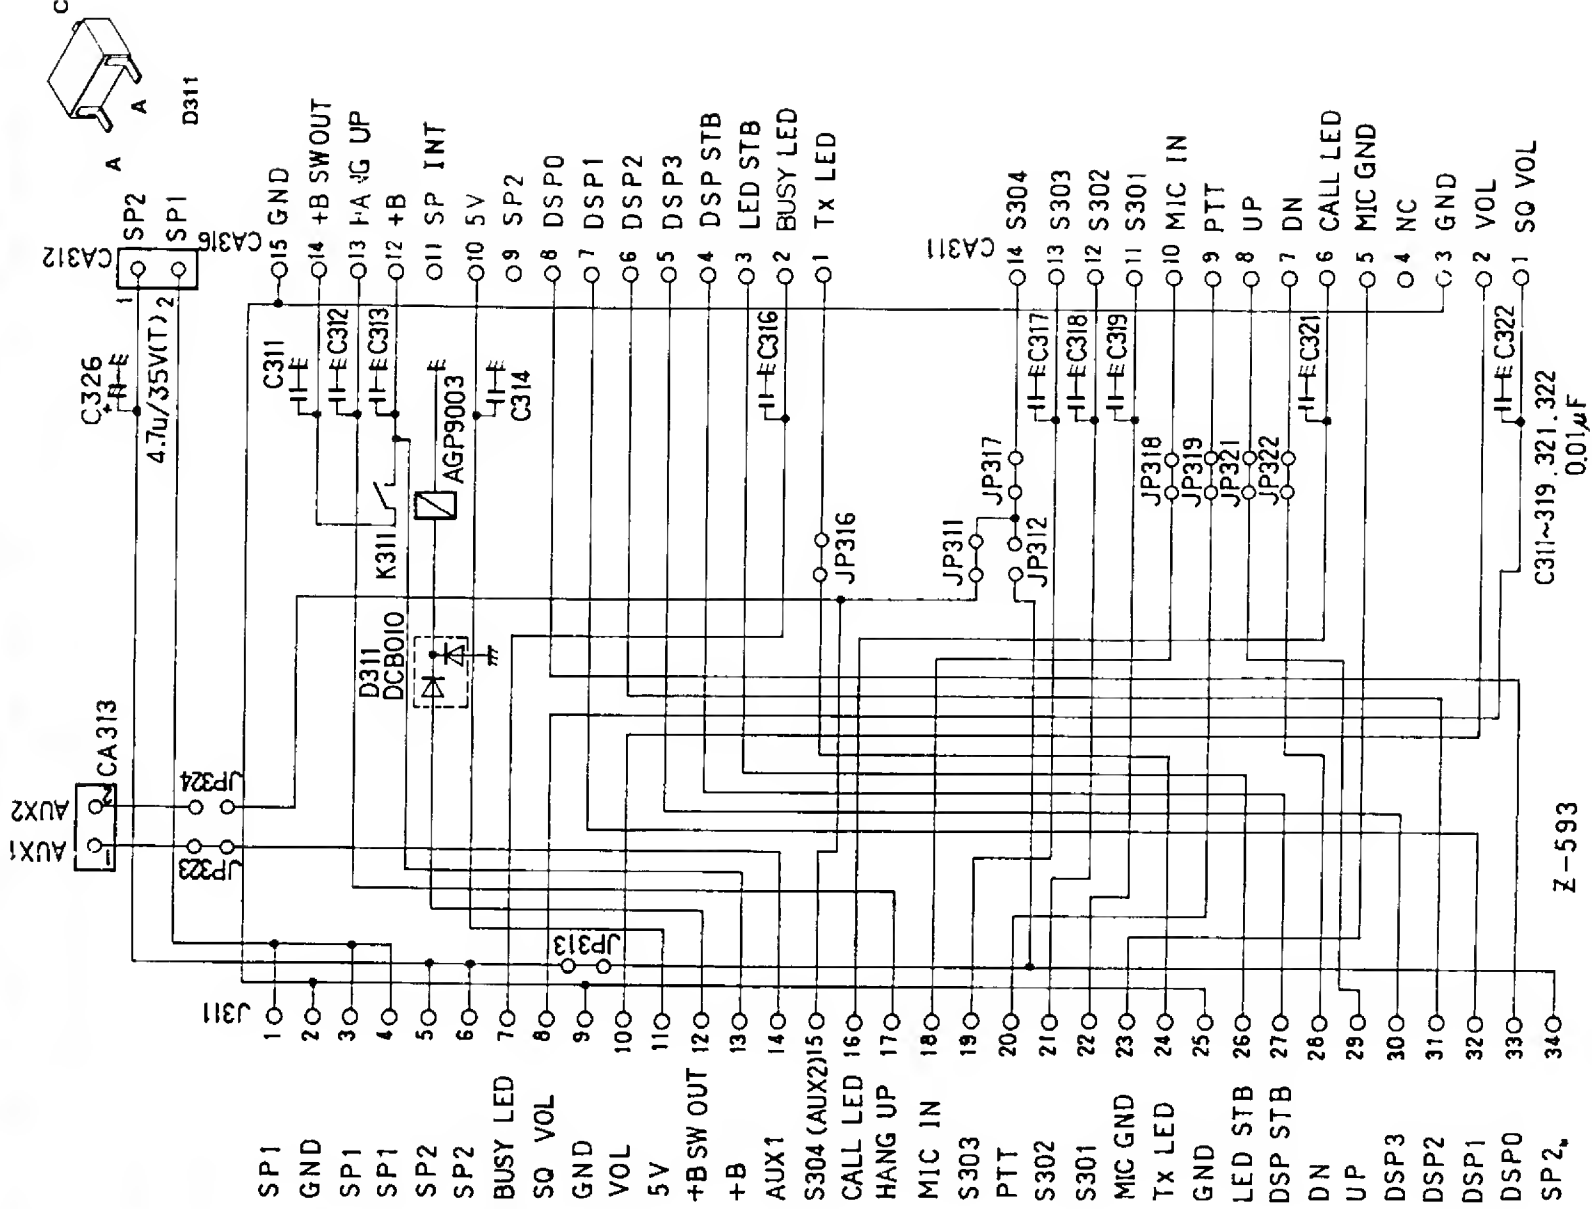 C
A
A
D311
CA312
1
SP2
2
SP1
CA316
15 GND
14 +B SWOUT
13 HANG UP
12 +B
11 SP INT
10 5V
9 SP2
8 DSP0
7 DSP1
6 DSP2
5 DSP3
4 DSP STB
3 LED STB
2 BUSY LED
1 Tx LED
CA311
14 S304
13 S303
12 S302
11 S301
10 MIC IN
9 PTT
8 UP
7 DN
6 CALL LED
5 MIC GND
4 NC
3 GND
2 VOL
1 SQ VOL
C326
+
4.7u/35V(T)
C311
C312
C313
AGP9003
C314
C316
C317
C318
C319
C321
C322
K311
D311
DCB010
JP316
JP311
JP312
JP317
JP318
JP319
JP321
JP322
C311~319.321.322
0.01µF
AUX2
AUX1
CA313
2
1
JP324
JP323
JP313
J311
SP1 1
GND 2
SP1 3
SP1 4
SP2 5
SP2 6
BUSY LED 7
SQ VOL 8
GND 9
VOL 10
5V 11
+B SW OUT 12
+B 13
AUX1 14
S304 (AUX2) 15
CALL LED 16
HANG UP 17
MIC IN 18
S303 19
PTT 20
S302 21
S301 22
MIC GND 23
Tx LED 24
GND 25
LED STB 26
DSP STB 27
DN 28
UP 29
DSP3 30
DSP2 31
DSP1 32
DSP0 33
SP2 34
Z-593